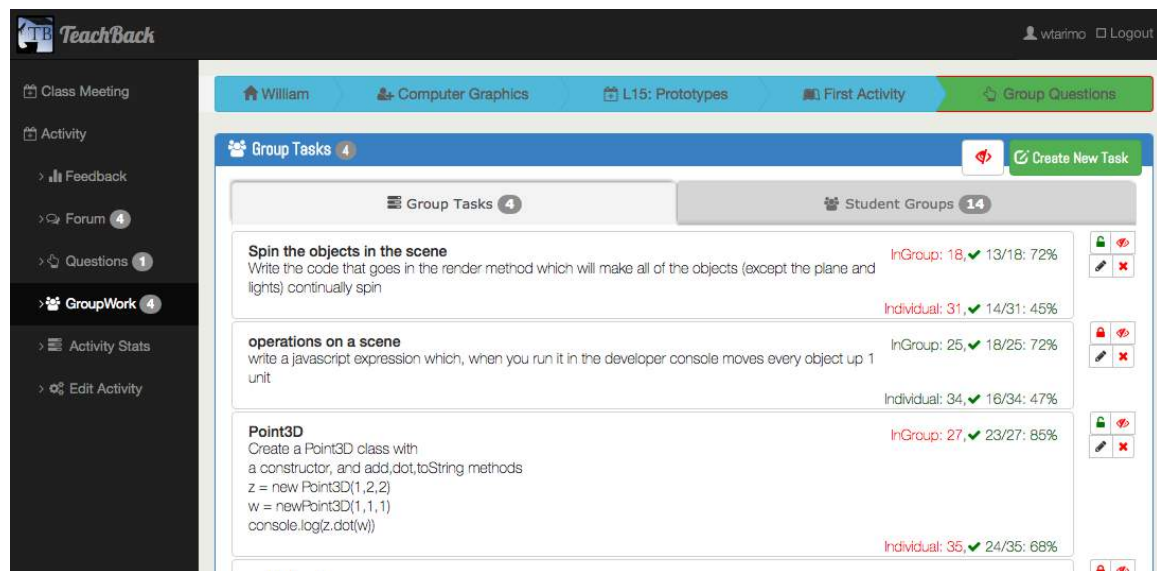 TB TeachBack
wtarimo Logout
Class Meeting
Activity
> Feedback
> Forum 4
> Questions 1
> GroupWork 4
> Activity Stats
> Edit Activity
William
Computer Graphics
L15: Prototypes
First Activity
Group Questions
Group Tasks 4
Create New Task
Group Tasks 4
Student Groups 14
Spin the objects in the scene
Write the code that goes in the render method which will make all of the objects (except the plane and
lights) continually spin
InGroup: 18,✔ 13/18: 72%
Individual: 31,✔ 14/31: 45%
operations on a scene
write a javascript expression which, when you run it in the developer console moves every object up 1
unit
InGroup: 25,✔ 18/25: 72%
Individual: 34,✔ 16/34: 47%
Point3D
Create a Point3D class with
a constructor, and add,dot,toString methods
z = new Point3D(1,2,2)
w = newPoint3D(1,1,1)
console.log(z.dot(w))
InGroup: 27,✔ 23/27: 85%
Individual: 35,✔ 24/35: 68%